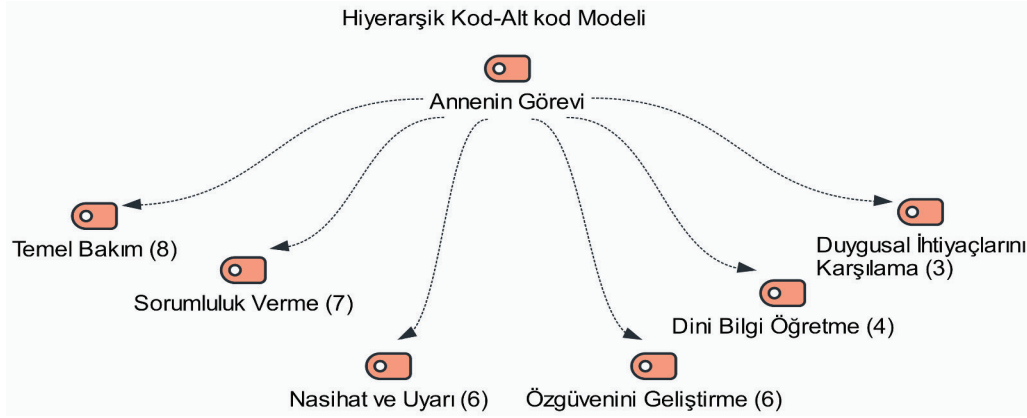 Hiyerarşik Kod-Alt kod Modeli
Annenin Görevi
Temel Bakım (8)
Sorumluluk Verme (7)
Nasihat ve Uyarı (6)
Özgüvenini Geliştirme (6)
Dini Bilgi Öğretme (4)
Duygusal İhtiyaçlarını
Karşılama (3)